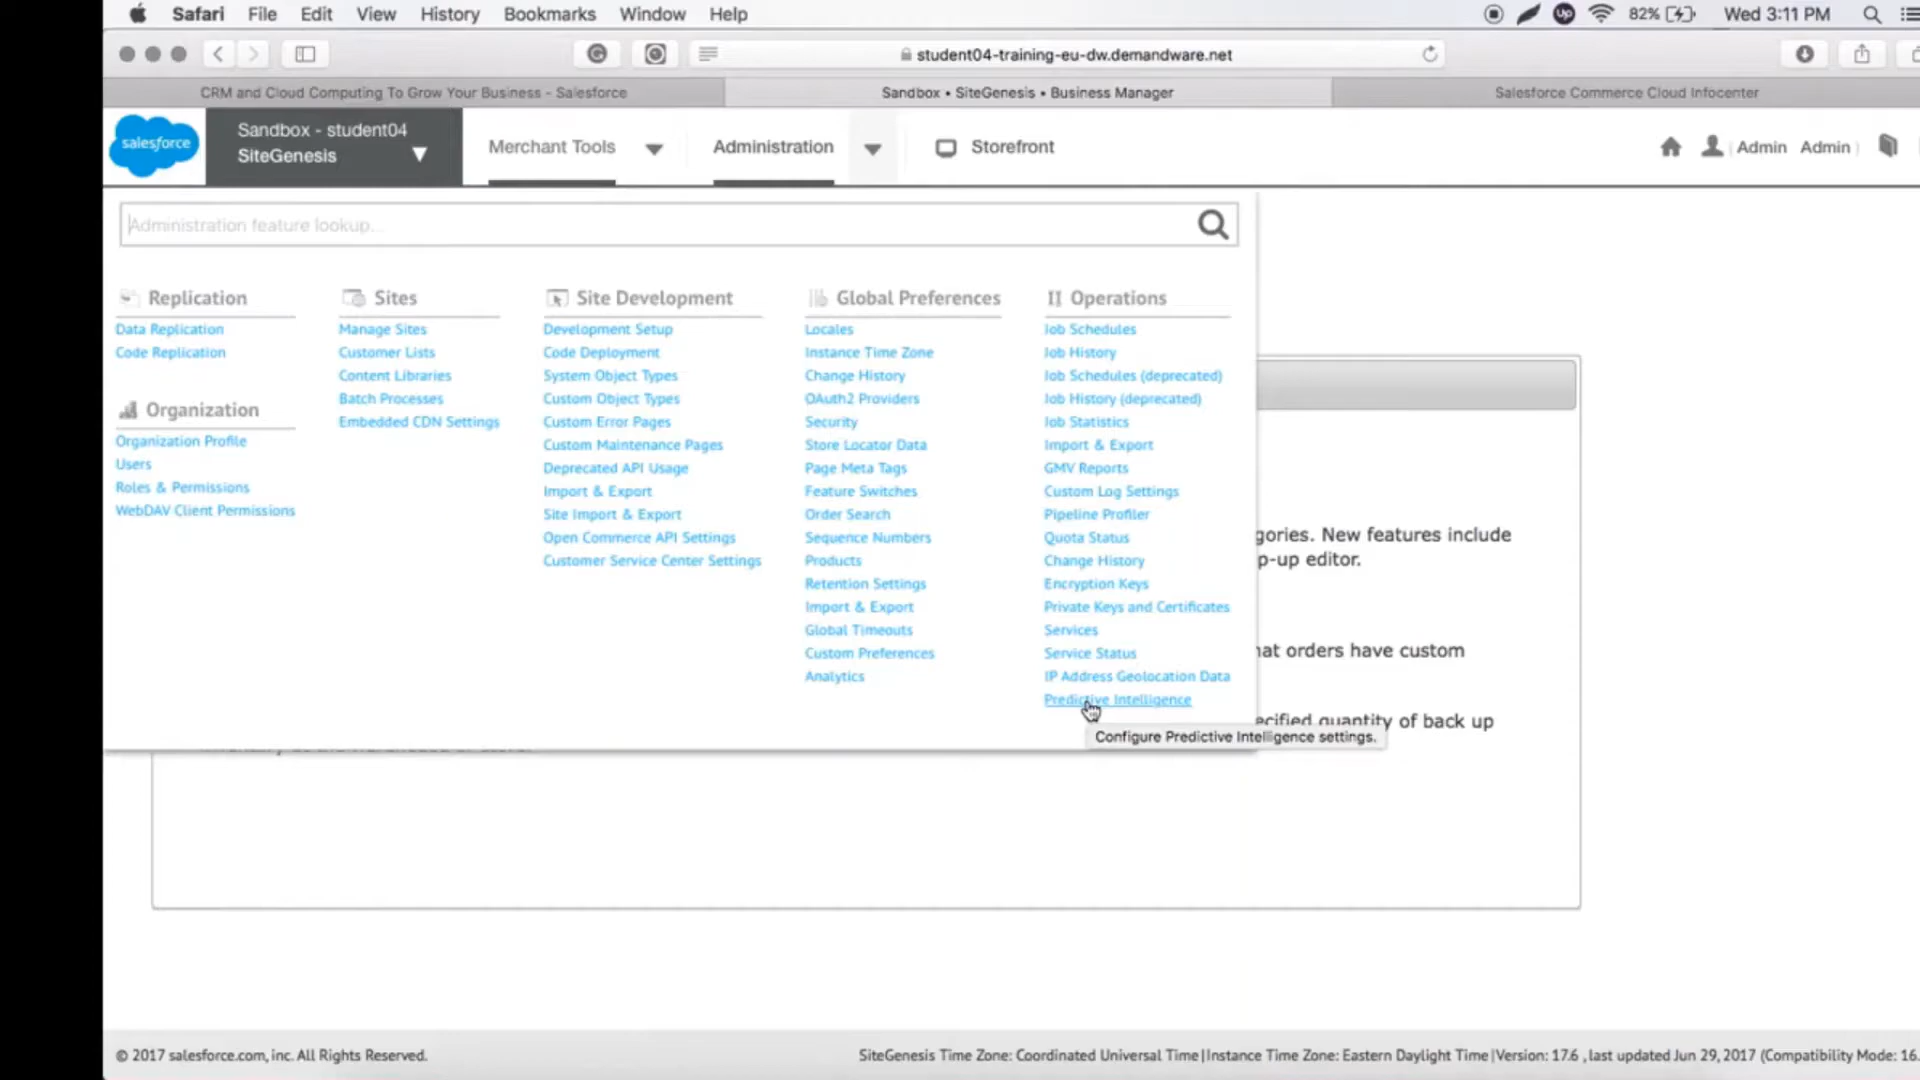 Safari File Edit View History Bookmarks Window Help
Up 82% Wed 3:11 PM
student04-training-eu-dw.demandware.net
CRM and Cloud Computing To Grow Your Business - Salesforce
Sandbox • SiteGenesis • Business Manager
Salesforce Commerce Cloud Infocenter
salesforce
Sandbox - student04
SiteGenesis
Merchant Tools
Administration
Storefront
Admin Admin
Administration feature lookup...
Replication
Data Replication
Code Replication
Organization
Organization Profile
Users
Roles & Permissions
WebDAV Client Permissions
Sites
Manage Sites
Customer Lists
Content Libraries
Batch Processes
Embedded CDN Settings
Site Development
Development Setup
Code Deployment
System Object Types
Custom Object Types
Custom Error Pages
Custom Maintenance Pages
Deprecated API Usage
Import & Export
Site Import & Export
Open Commerce API Settings
Customer Service Center Settings
Global Preferences
Locales
Instance Time Zone
Change History
OAuth2 Providers
Security
Store Locator Data
Page Meta Tags
Feature Switches
Order Search
Sequence Numbers
Products
Retention Settings
Import & Export
Global Timeouts
Custom Preferences
Analytics
Operations
Job Schedules
Job History
Job Schedules (deprecated)
Job History (deprecated)
Job Statistics
Import & Export
GMV Reports
Custom Log Settings
Pipeline Profiler
Quota Status
Change History
Encryption Keys
Private Keys and Certificates
Services
Service Status
IP Address Geolocation Data
Predictive Intelligence
Configure Predictive Intelligence settings.
gories. New features include
p-up editor.
hat orders have custom
ecified quantity of back up
© 2017 salesforce.com, inc. All Rights Reserved.
SiteGenesis Time Zone: Coordinated Universal Time | Instance Time Zone: Eastern Daylight Time | Version: 17.6 , last updated Jun 29, 2017 (Compatibility Mode: 16.